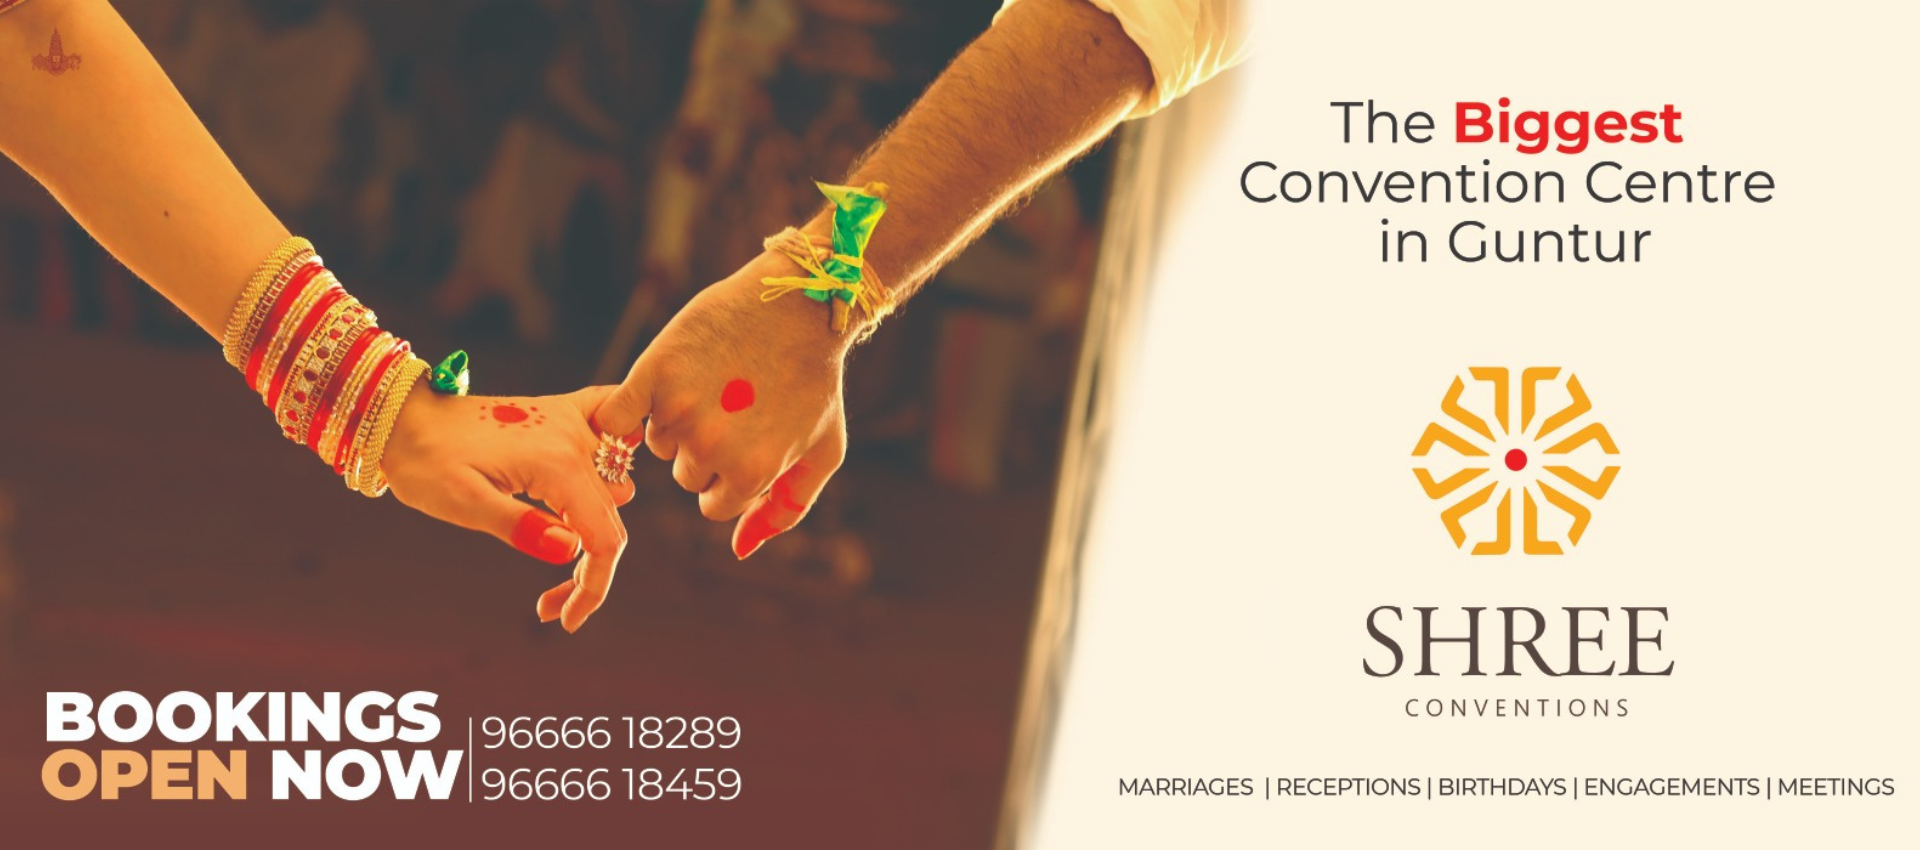 The Biggest
Convention Centre
in Guntur
SHREE
CONVENTIONS
MARRIAGES | RECEPTIONS | BIRTHDAYS | ENGAGEMENTS | MEETINGS
BOOKINGS
OPEN NOW
96666 18289
96666 18459